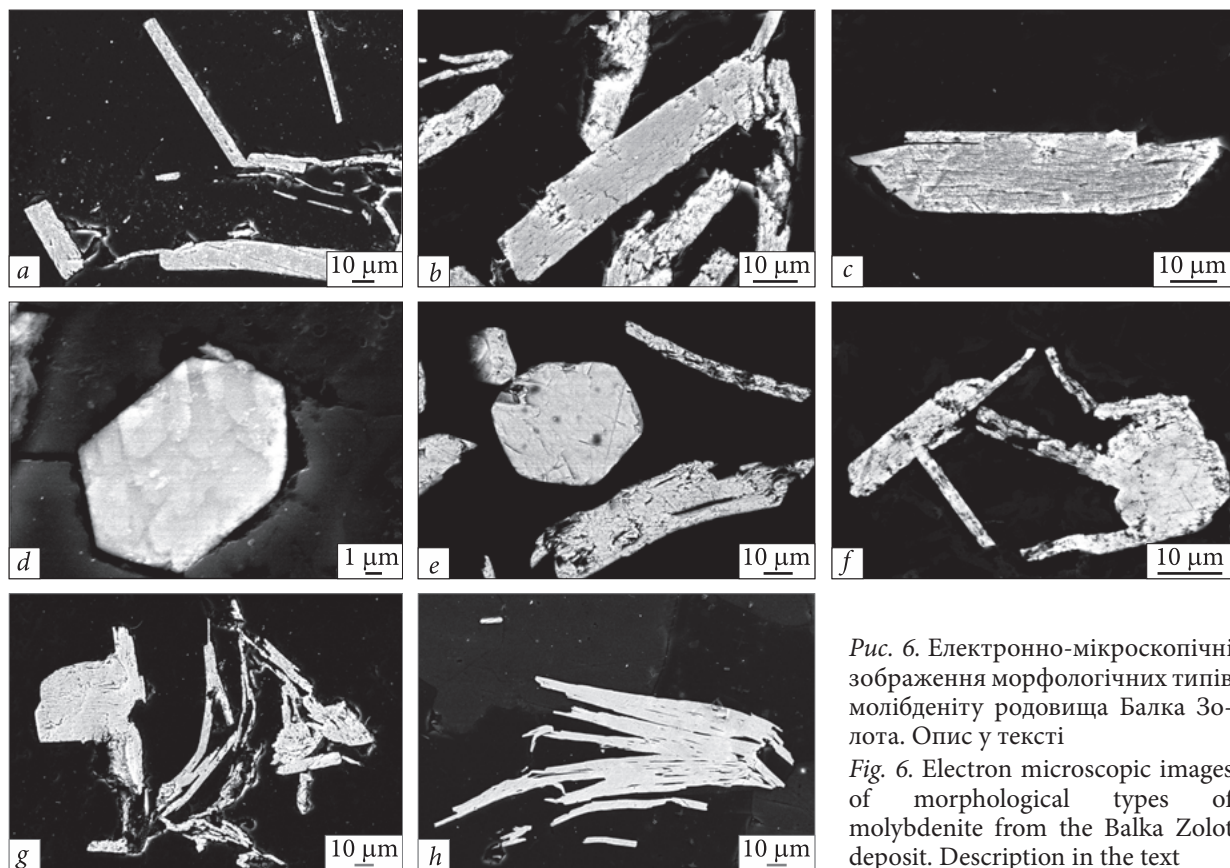 a
10 μm
b
10 μm
c
10 μm
d
1 μm
e
10 μm
f
10 μm
g
10 μm
h
10 μm
Рис. 6. Електронно-мікроскопічні
зображення морфологічних типів
молібденіту родовища Балка Зо-
лота. Опис у тексті
Fig. 6. Electron microscopic images
of morphological types of
molybdenite from the Balka Zolot
deposit. Description in the text